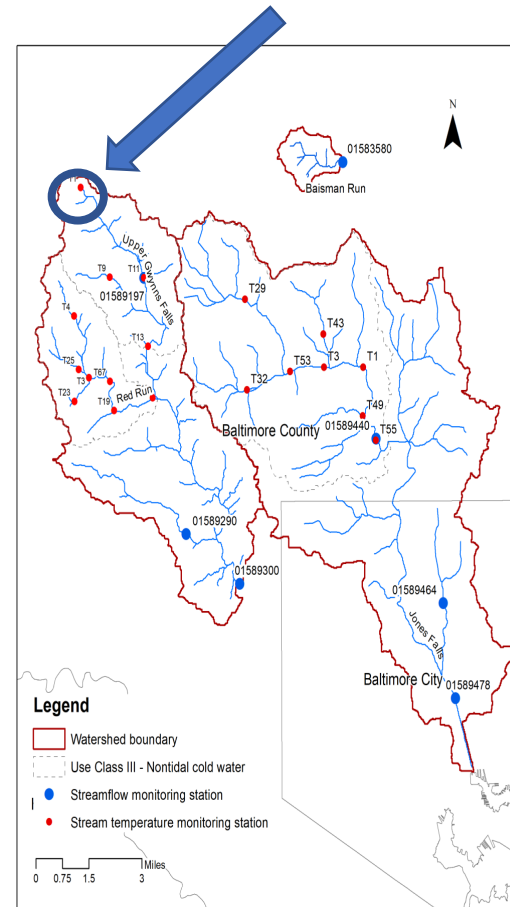 N
01583580
Baisman Run
Upper Gwynns Falls
T9
T11
01589197
T29
T4
T13
T43
T25
T3
T67
T53
T3
T1
T23
T19
Red Run
T32
T49
01589440
Baltimore County
T55
01589290
01589300
01589464
Jones Falls
Baltimore City
01589478
Legend
Watershed boundary
Use Class III - Nontidal cold water
Streamflow monitoring station
Stream temperature monitoring station
Miles
0 0.75 1.5 3